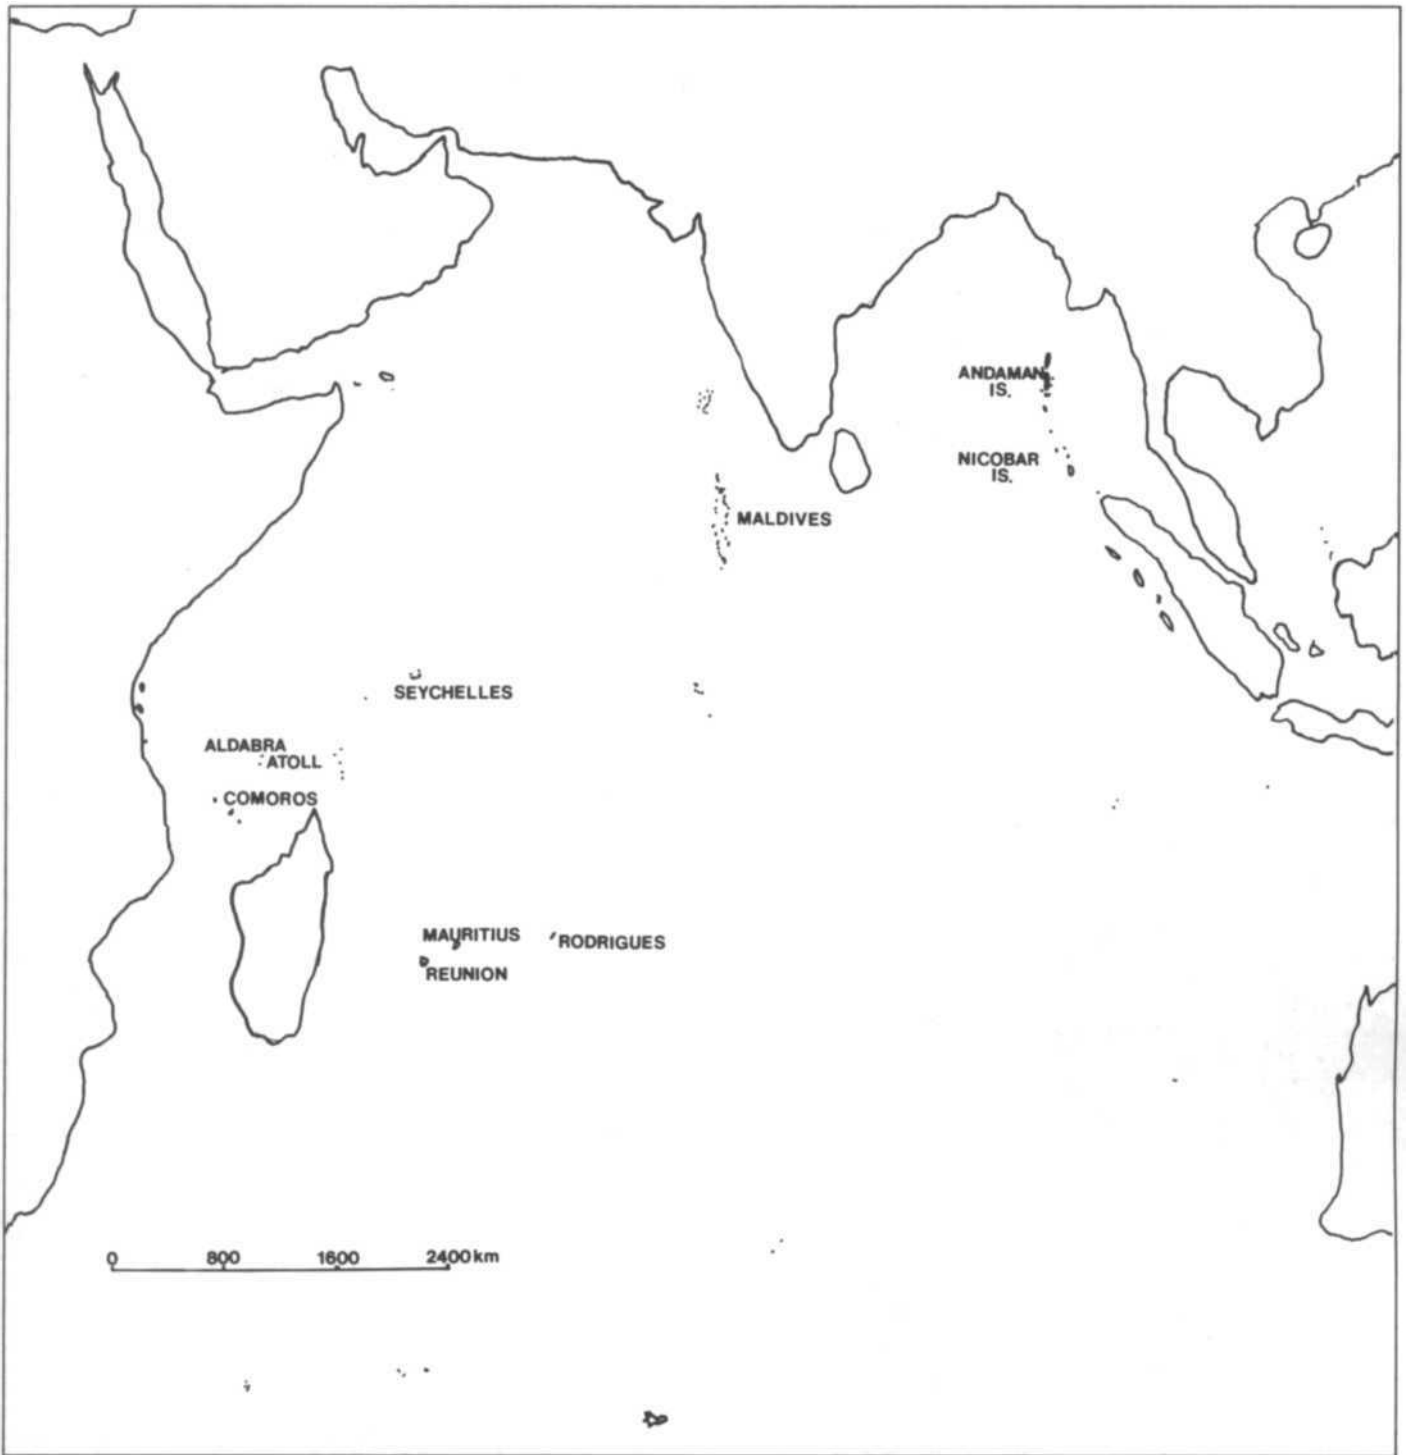 ANDAMAN
IS.
NICOBAR
IS.
MALDIVES
SEYCHELLES
ALDABRA
ATOLL
COMOROS
MAURITIUS
RODRIGUES
REUNION
0 800 1600 2400 km